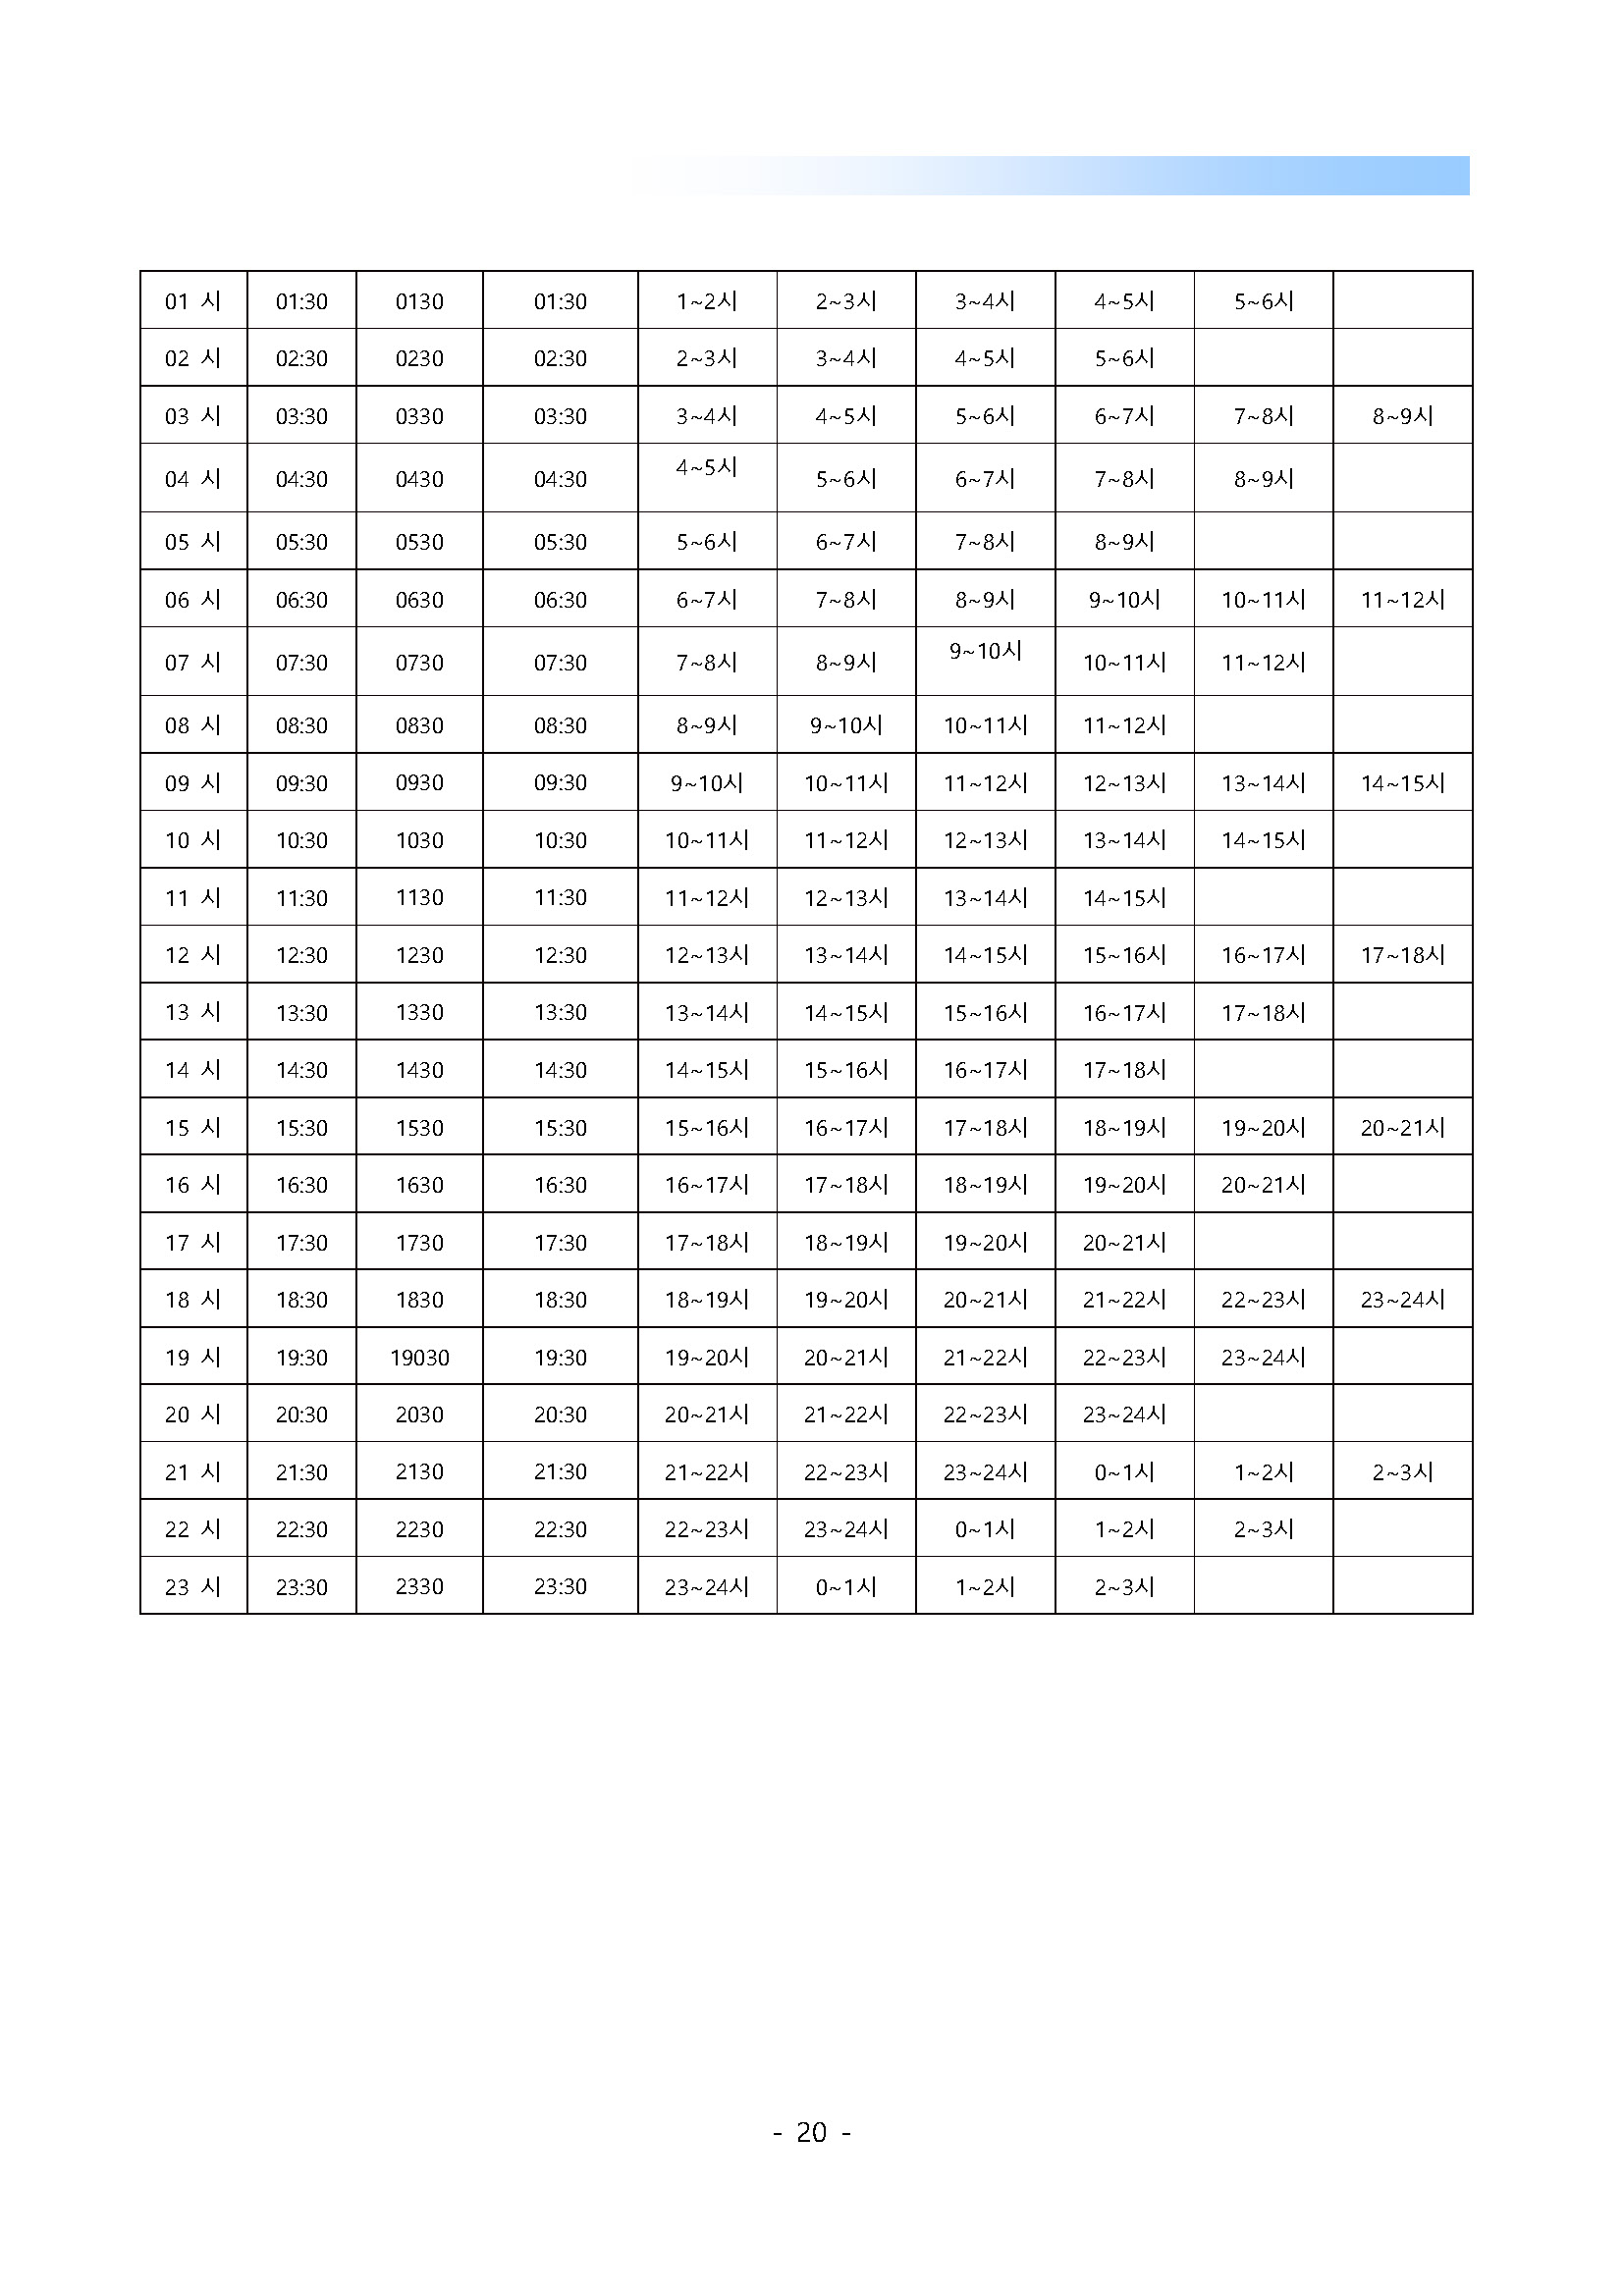 01 시 01:30 0130 01:30 1~2시 2~3시 3~4시 4~5시 5~6시
02 시 02:30 0230 02:30 2~3시 3~4시 4~5시 5~6시
03 시 03:30 0330 03:30 3~4시 4~5시 5~6시 6~7시 7~8시 8~9시
04 시 04:30 0430 04:30 4~5시 5~6시 6~7시 7~8시 8~9시
05 시 05:30 0530 05:30 5~6시 6~7시 7~8시 8~9시
06 시 06:30 0630 06:30 6~7시 7~8시 8~9시 9~10시 10~11시 11~12시
07 시 07:30 0730 07:30 7~8시 8~9시 9~10시 10~11시 11~12시
08 시 08:30 0830 08:30 8~9시 9~10시 10~11시 11~12시
09 시 09:30 0930 09:30 9~10시 10~11시 11~12시 12~13시 13~14시 14~15시
10 시 10:30 1030 10:30 10~11시 11~12시 12~13시 13~14시 14~15시
11 시 11:30 1130 11:30 11~12시 12~13시 13~14시 14~15시
12 시 12:30 1230 12:30 12~13시 13~14시 14~15시 15~16시 16~17시 17~18시
13 시 13:30 1330 13:30 13~14시 14~15시 15~16시 16~17시 17~18시
14 시 14:30 1430 14:30 14~15시 15~16시 16~17시 17~18시
15 시 15:30 1530 15:30 15~16시 16~17시 17~18시 18~19시 19~20시 20~21시
16 시 16:30 1630 16:30 16~17시 17~18시 18~19시 19~20시 20~21시
17 시 17:30 1730 17:30 17~18시 18~19시 19~20시 20~21시
18 시 18:30 1830 18:30 18~19시 19~20시 20~21시 21~22시 22~23시 23~24시
19 시 19:30 19030 19:30 19~20시 20~21시 21~22시 22~23시 23~24시
20 시 20:30 2030 20:30 20~21시 21~22시 22~23시 23~24시
21 시 21:30 2130 21:30 21~22시 22~23시 23~24시 0~1시 1~2시 2~3시
22 시 22:30 2230 22:30 22~23시 23~24시 0~1시 1~2시 2~3시
23 시 23:30 2330 23:30 23~24시 0~1시 1~2시 2~3시
- 20 -